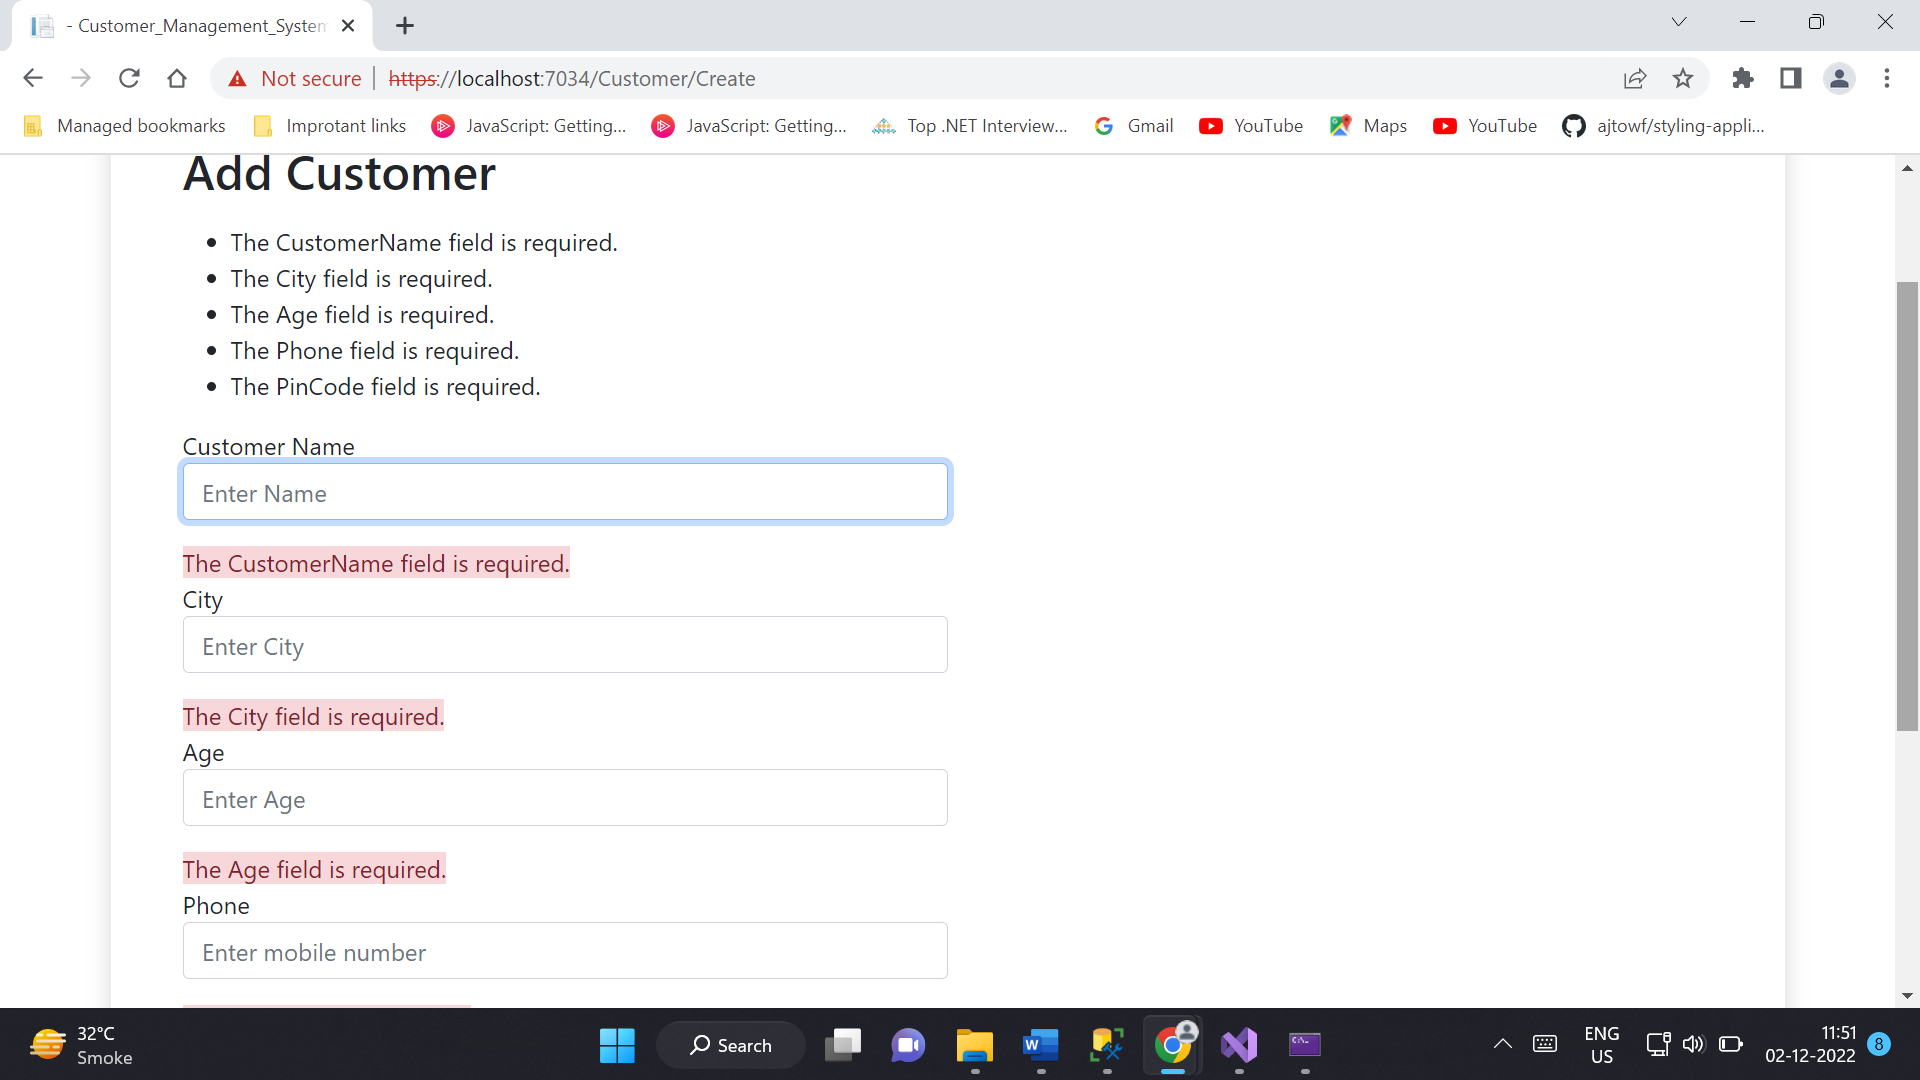 - Customer_Management_System
Not secure
https://localhost:7034/Customer/Create
Managed bookmarks
Improtant links
JavaScript: Getting...
JavaScript: Getting...
Top .NET Interview...
Gmail
YouTube
Maps
YouTube
ajtowf/styling-appli...
Add Customer
The CustomerName field is required.
The City field is required.
The Age field is required.
The Phone field is required.
The PinCode field is required.
Customer Name
Enter Name
The CustomerName field is required.
City
Enter City
The City field is required.
Age
Enter Age
The Age field is required.
Phone
Enter mobile number
32°C
Smoke
Search
ENG
US
11:51
02-12-2022
8